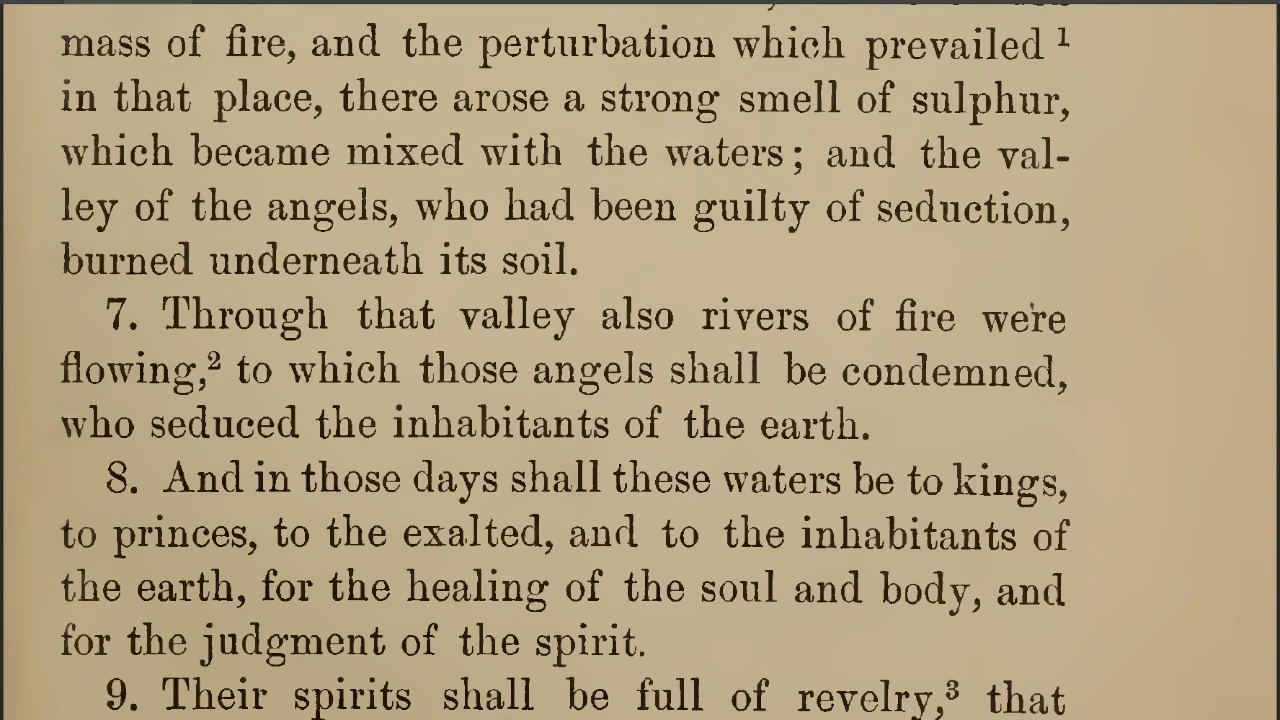 mass of fire, and the perturbation which prevailed ¹
in that place, there arose a strong smell of sulphur,
which became mixed with the waters; and the val-
ley of the angels, who had been guilty of seduction,
burned underneath its soil.
7. Through that valley also rivers of fire were
flowing,² to which those angels shall be condemned,
who seduced the inhabitants of the earth.
8. And in those days shall these waters be to kings,
to princes, to the exalted, and to the inhabitants of
the earth, for the healing of the soul and body, and
for the judgment of the spirit.
9. Their spirits shall be full of revelry,³ that